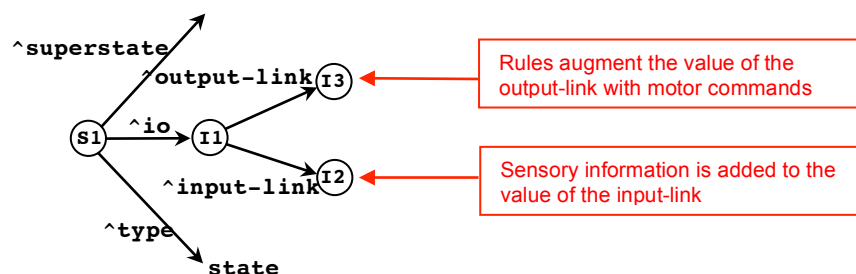 ^superstate
^output-link
I3
Rules augment the value of the
output-link with motor commands
S1
^io
I1
^input-link
I2
Sensory information is added to the
value of the input-link
^type
state